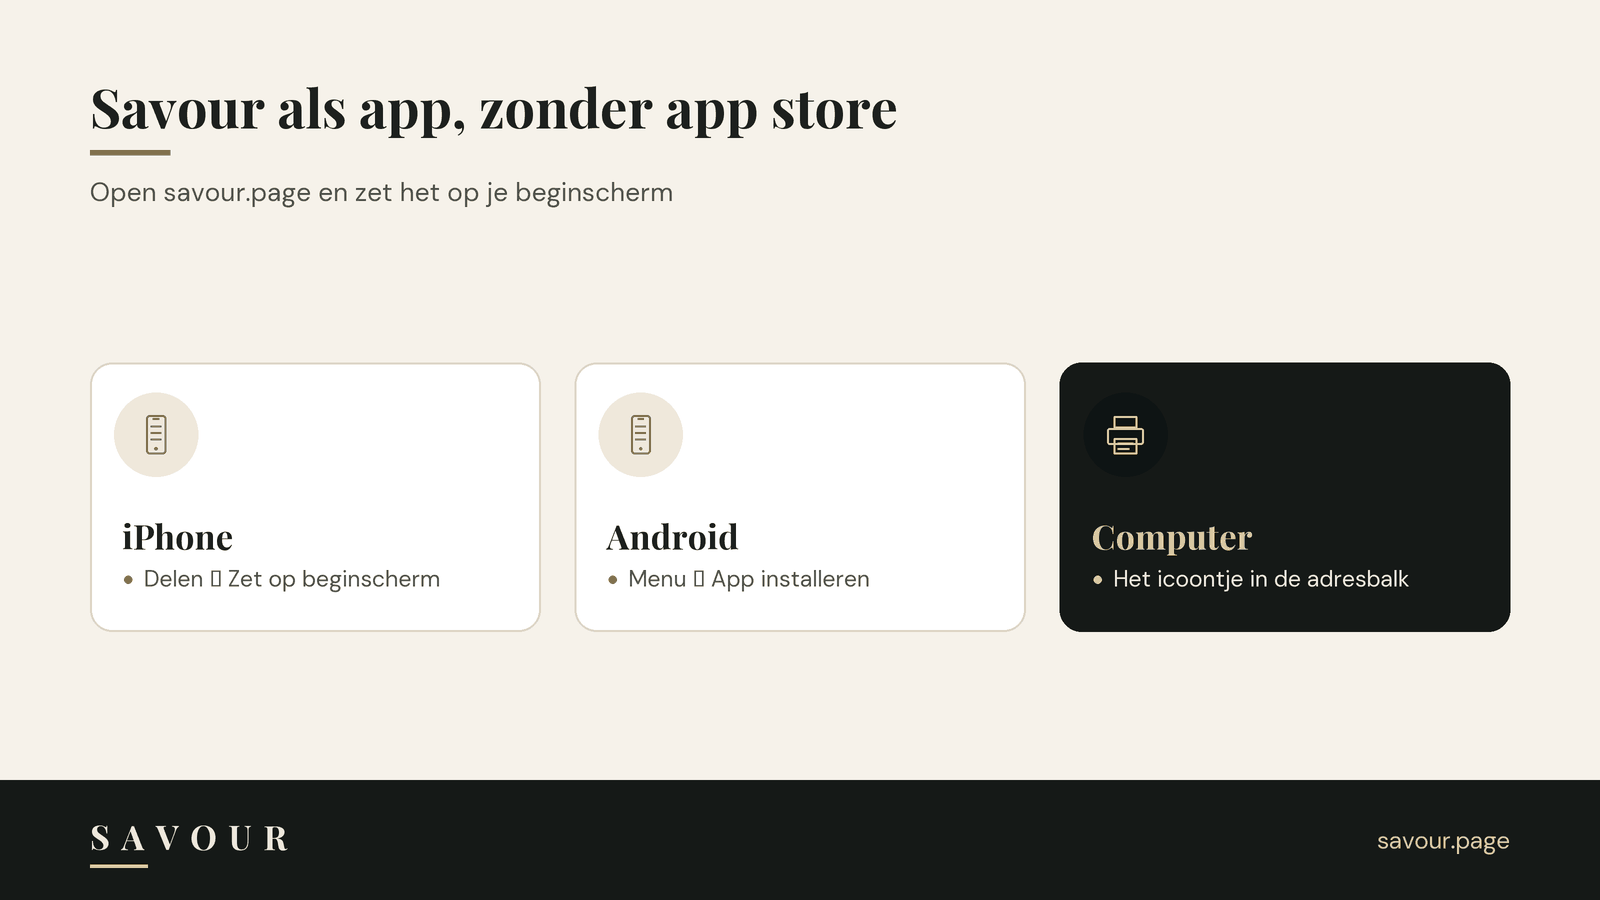 Savour als app, zonder app store
Open savour.page en zet het op je beginscherm
iPhone
• Delen ▯ Zet op beginscherm
Android
• Menu ▯ App installeren
Computer
• Het icoontje in de adresbalk
SAVOUR
savour.page